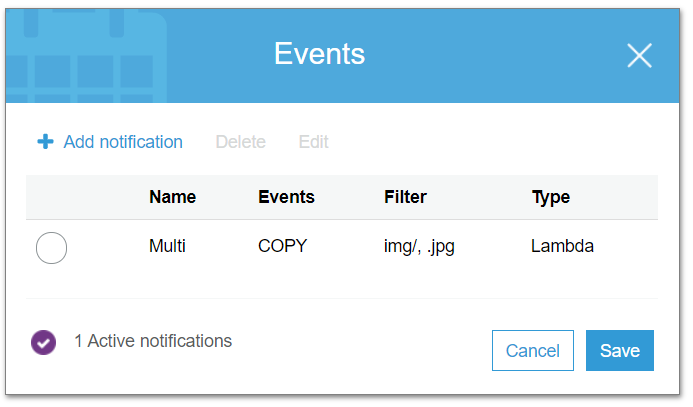 Events
Add notification Delete Edit
Name Events Filter Type
Multi COPY img/, .jpg Lambda
1 Active notifications
Cancel Save